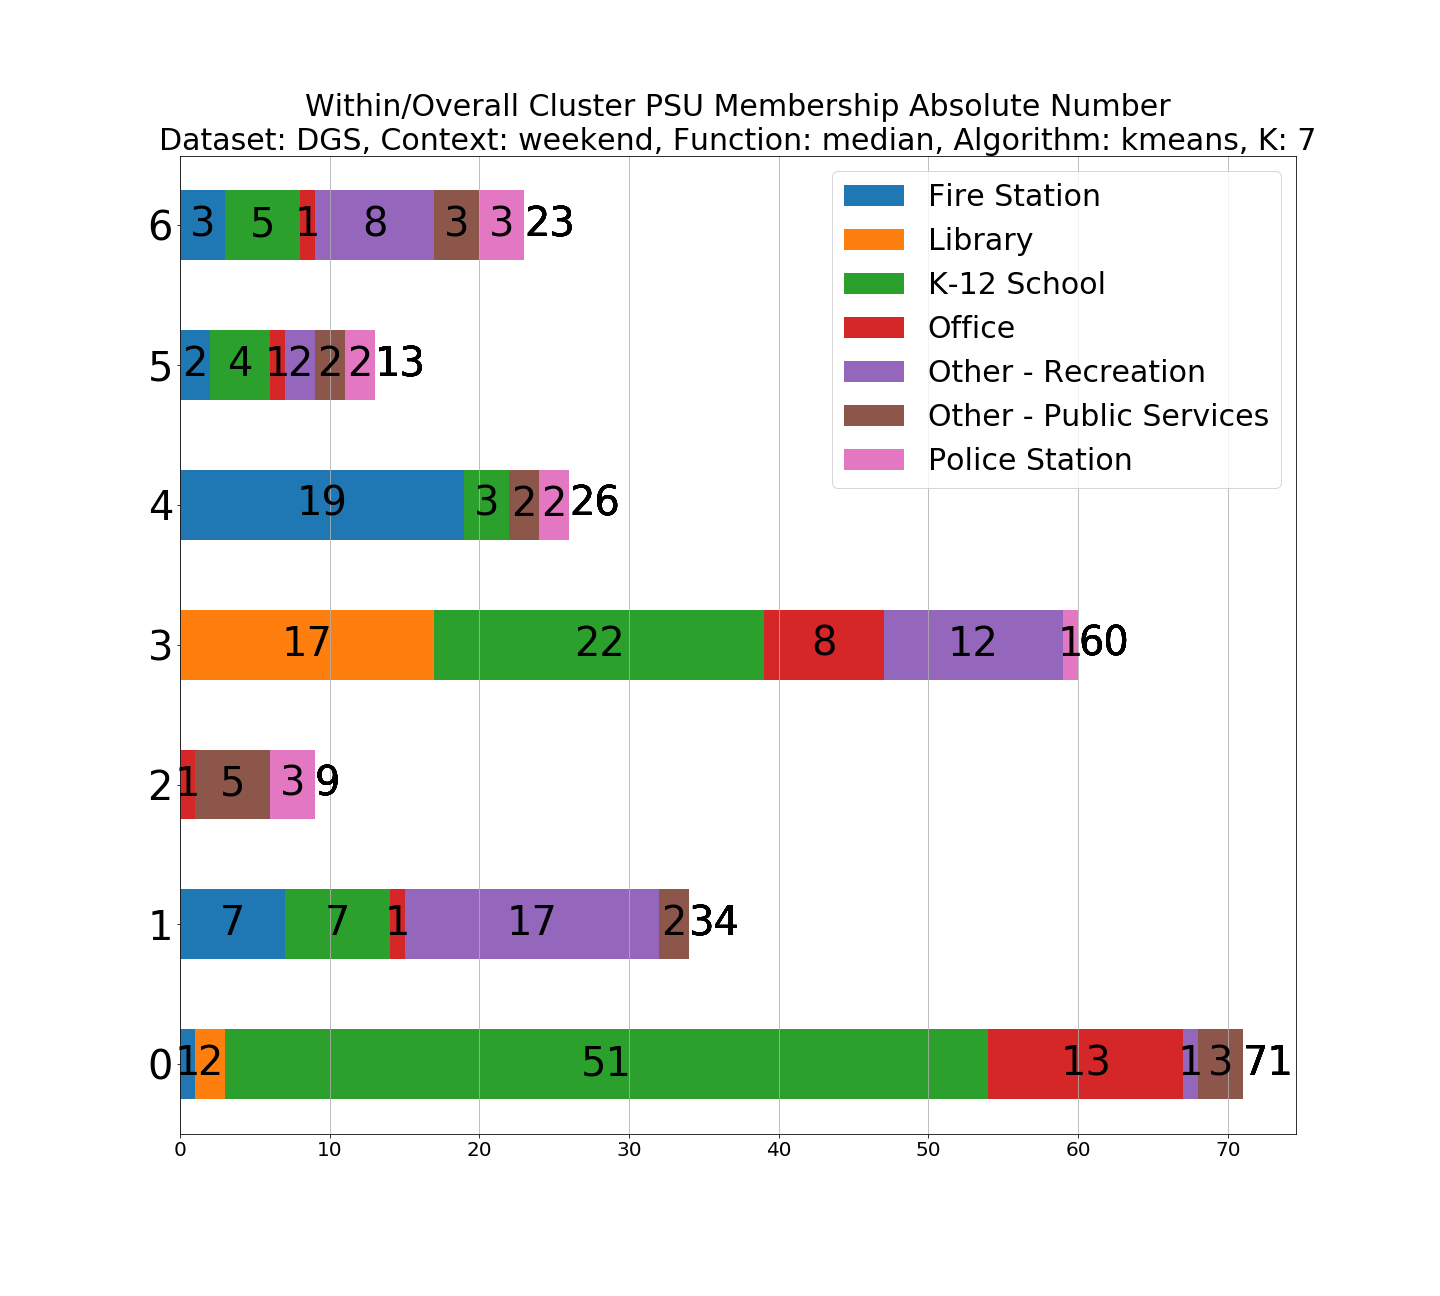 Within/Overall Cluster PSU Membership Absolute Number
Dataset: DGS, Context: weekend, Function: median, Algorithm: kmeans, K: 7
Fire Station
Library
K-12 School
Office
Other - Recreation
Other - Public Services
Police Station
6 3 5 1 8 3 3 23
5 2 4 1 2 2 2 13
4 19 3 2 2 26
3 17 22 8 12 1 60
2 1 5 3 9
1 7 7 1 17 2 34
0 1 2 51 13 1 3 71
0 10 20 30 40 50 60 70